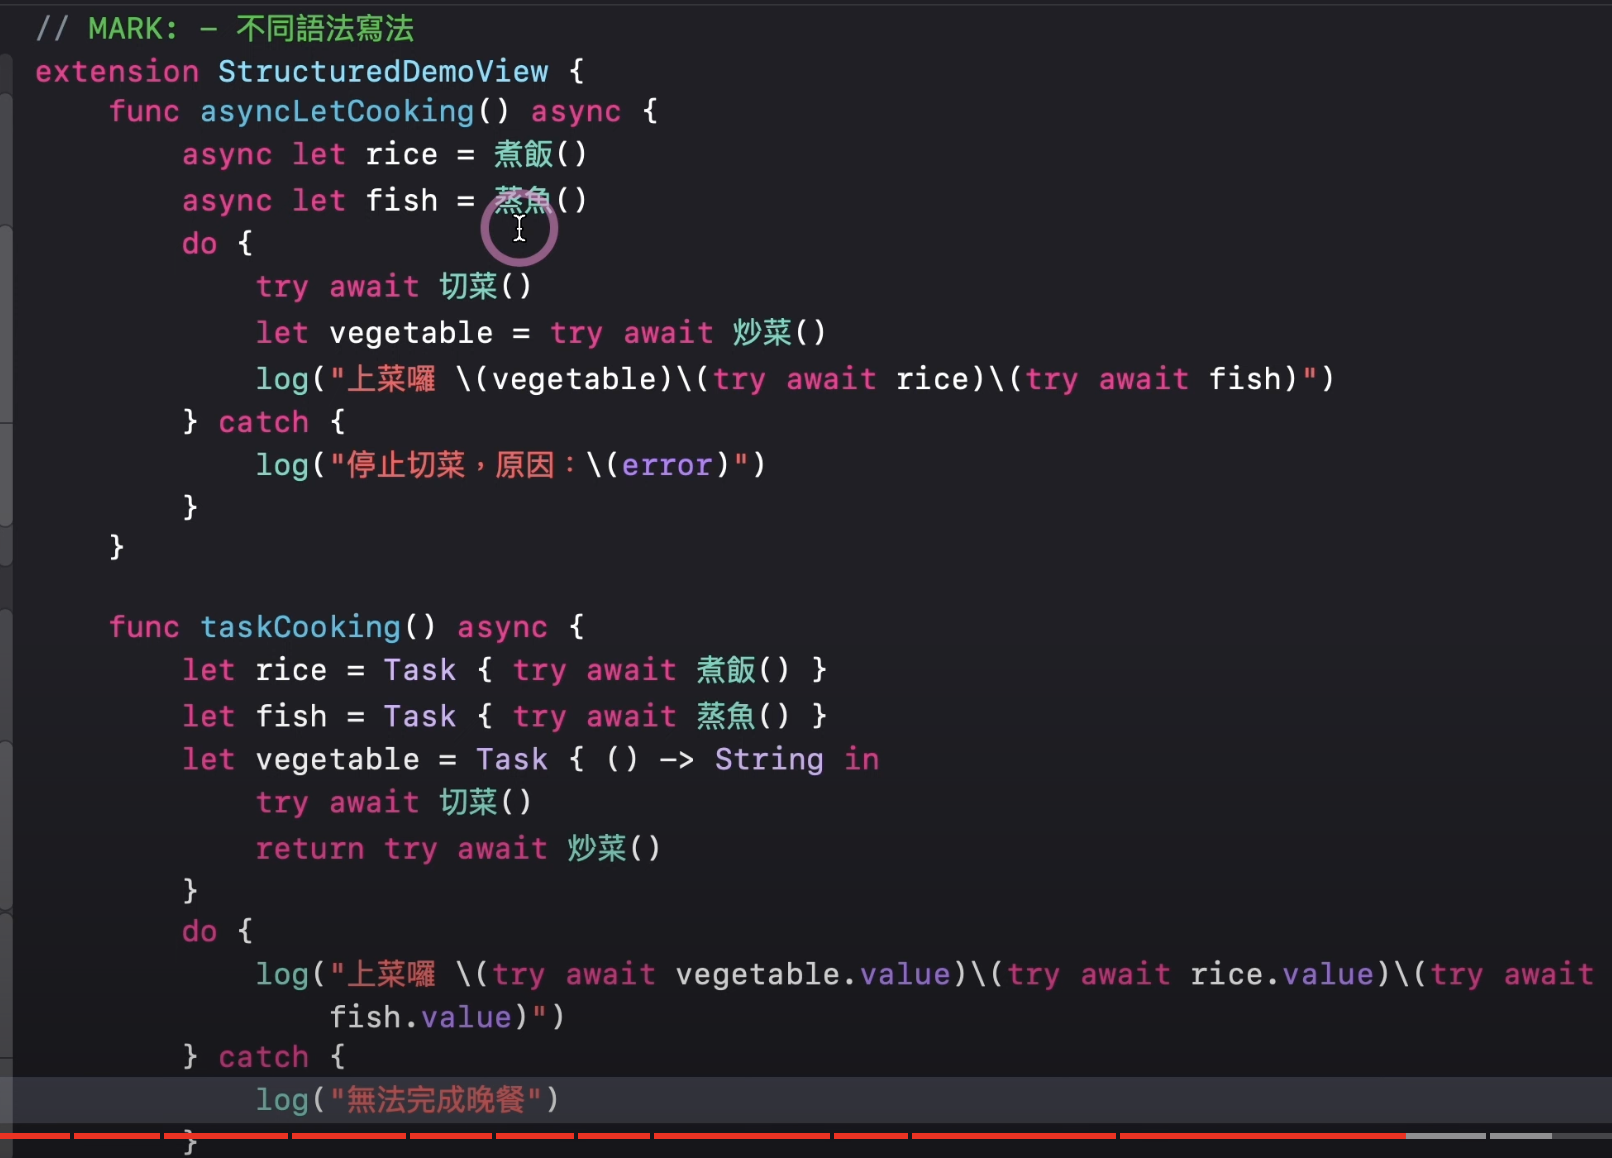 // MARK: - 不同語法寫法
extension StructuredDemoView {
func asyncLetCooking() async {
async let rice = 煮飯()
async let fish = 蒸魚()
do {
try await 切菜()
let vegetable = try await 炒菜()
log("上菜囉 \(vegetable)\(try await rice)\(try await fish)")
} catch {
log("停止切菜，原因：\(error)")
}
}
func taskCooking() async {
let rice = Task { try await 煮飯() }
let fish = Task { try await 蒸魚() }
let vegetable = Task { () -> String in
try await 切菜()
return try await 炒菜()
}
do {
log("上菜囉 \(try await vegetable.value)\(try await rice.value)\(try await
fish.value)")
} catch {
log("無法完成晚餐")
}